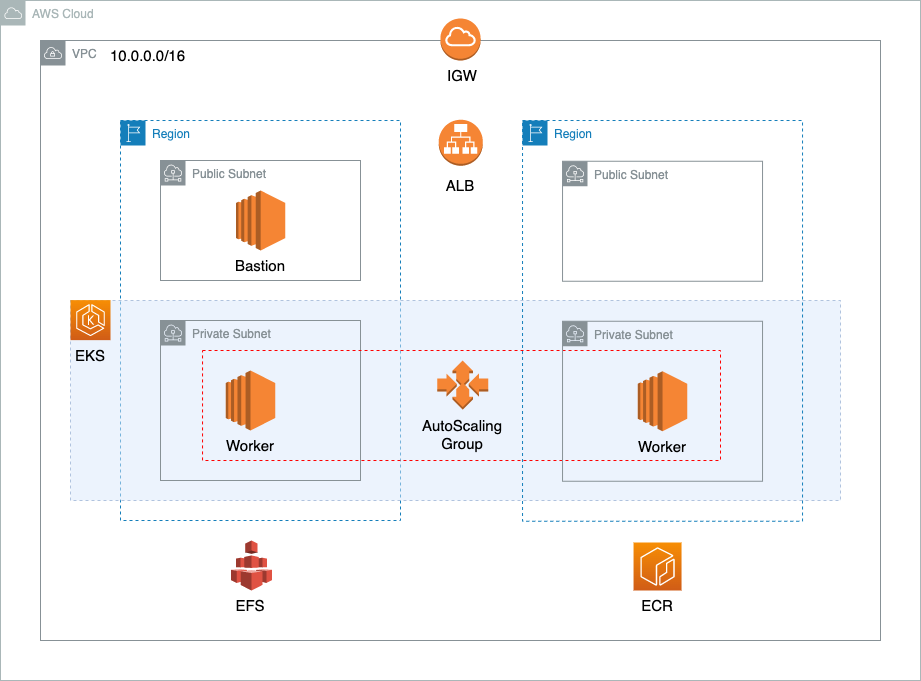 AWS Cloud
VPC
10.0.0.0/16
IGW
Region
Region
ALB
Public Subnet
Public Subnet
Bastion
EKS
Private Subnet
Private Subnet
Worker
AutoScaling
Group
Worker
EFS
ECR